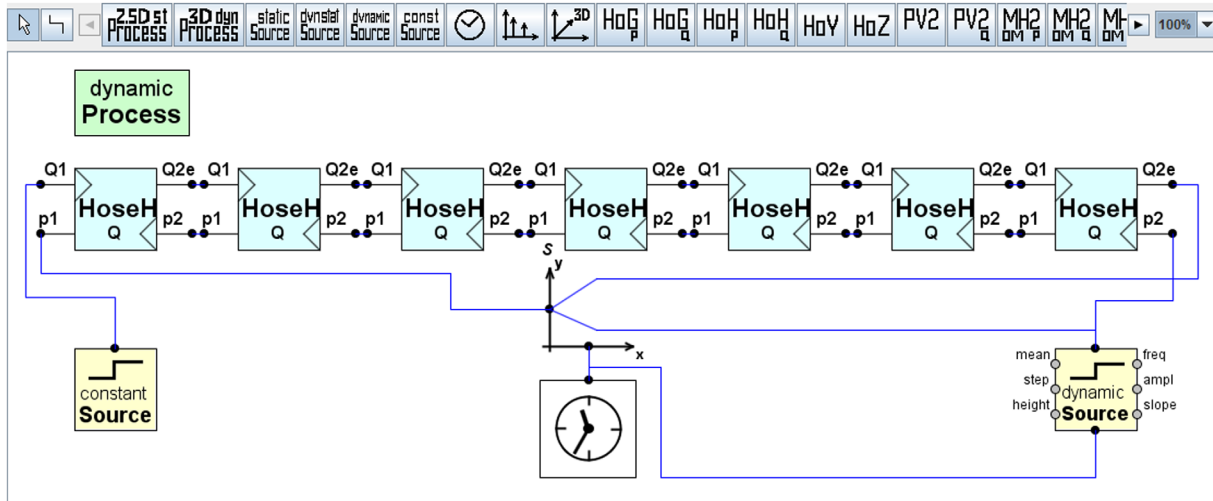 2.5D st Process
3D dyn Process
static Source
dynstat Source
dynamic Source
const Source
3D
HoG P
HoG Q
HoH P
HoH Q
HoY
HoZ
PV2
PV2 Q
MH2 OM P
MH2 OM Q
100%
dynamic
Process
Q1 Q2e Q1 Q2e Q1 Q2e Q1 Q2e Q1 Q2e Q1 Q2e Q1 Q2e
HoseH HoseH HoseH HoseH HoseH HoseH HoseH
p1 p2 p1 p2 p1 p2 p1 p2 p1 p2 p1 p2 p1 p2
Q Q Q Q Q Q Q
S
y
x
constant
Source
mean freq
step ampl
height slope
dynamic
Source